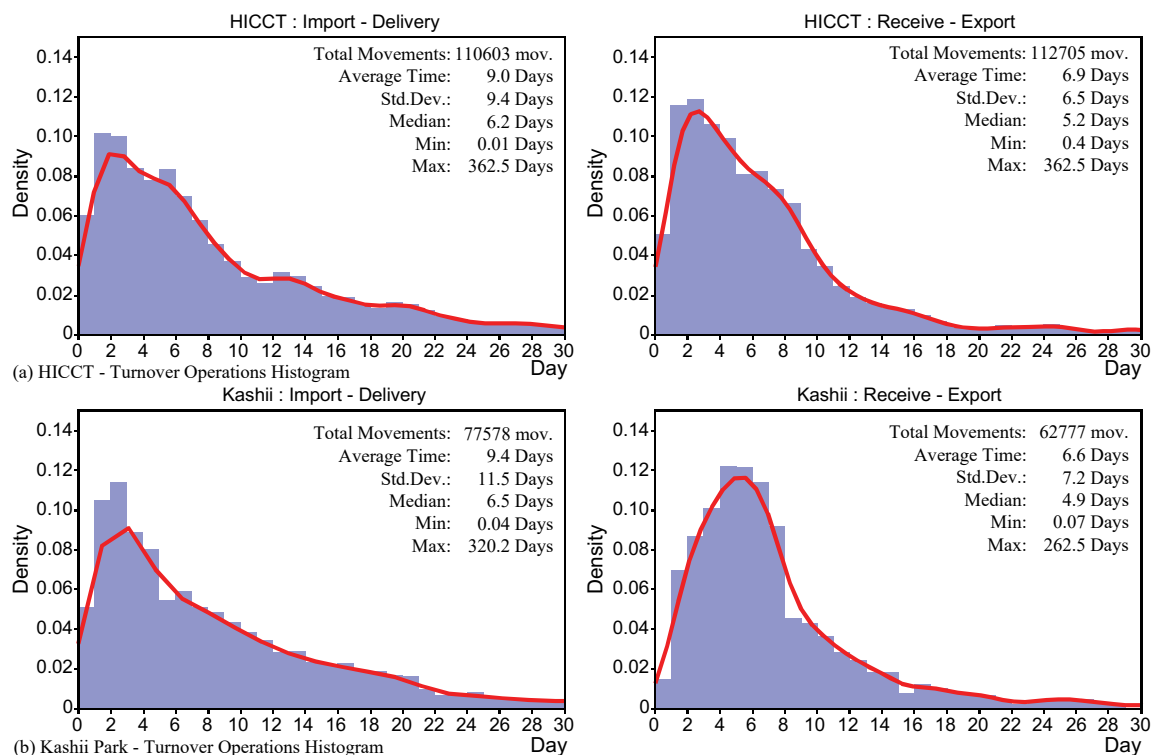 HICCT : Import - Delivery
Density
0.14
0.12
0.10
0.08
0.06
0.04
0.02
0
Total Movements: 110603 mov.
Average Time: 9.0 Days
Std.Dev.: 9.4 Days
Median: 6.2 Days
Min: 0.01 Days
Max: 362.5 Days
0 2 4 6 8 10 12 14 16 18 20 22 24 26 28 30
Day
HICCT : Receive - Export
Density
0.14
0.12
0.10
0.08
0.06
0.04
0.02
0
Total Movements: 112705 mov.
Average Time: 6.9 Days
Std.Dev.: 6.5 Days
Median: 5.2 Days
Min: 0.4 Days
Max: 362.5 Days
0 2 4 6 8 10 12 14 16 18 20 22 24 26 28 30
Day
(a) HICCT - Turnover Operations Histogram
Kashii : Import - Delivery
Density
0.14
0.12
0.10
0.08
0.06
0.04
0.02
0
Total Movements: 77578 mov.
Average Time: 9.4 Days
Std.Dev.: 11.5 Days
Median: 6.5 Days
Min: 0.04 Days
Max: 320.2 Days
0 2 4 6 8 10 12 14 16 18 20 22 24 26 28 30
Day
Kashii : Receive - Export
Density
0.14
0.12
0.10
0.08
0.06
0.04
0.02
0
Total Movements: 62777 mov.
Average Time: 6.6 Days
Std.Dev.: 7.2 Days
Median: 4.9 Days
Min: 0.07 Days
Max: 262.5 Days
0 2 4 6 8 10 12 14 16 18 20 22 24 26 28 30
Day
(b) Kashii Park - Turnover Operations Histogram